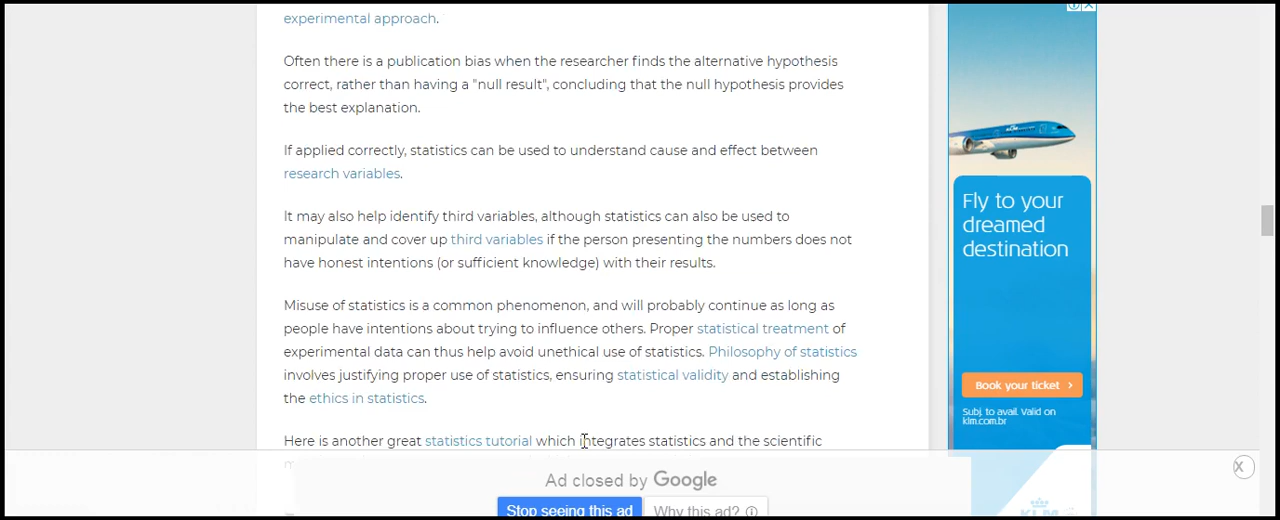 experimental approach.
Often there is a publication bias when the researcher finds the alternative hypothesis
correct, rather than having a "null result", concluding that the null hypothesis provides
the best explanation.
If applied correctly, statistics can be used to understand cause and effect between
research variables.
It may also help identify third variables, although statistics can also be used to
manipulate and cover up third variables if the person presenting the numbers does not
have honest intentions (or sufficient knowledge) with their results.
Misuse of statistics is a common phenomenon, and will probably continue as long as
people have intentions about trying to influence others. Proper statistical treatment of
experimental data can thus help avoid unethical use of statistics. Philosophy of statistics
involves justifying proper use of statistics, ensuring statistical validity and establishing
the ethics in statistics.
Here is another great statistics tutorial which integrates statistics and the scientific
Ad closed by Google
Stop seeing this ad
Why this ad?
X
KLM
Fly to your
dreamed
destination
Book your ticket
Subj. to avail. Valid on
klm.com.br
KLM